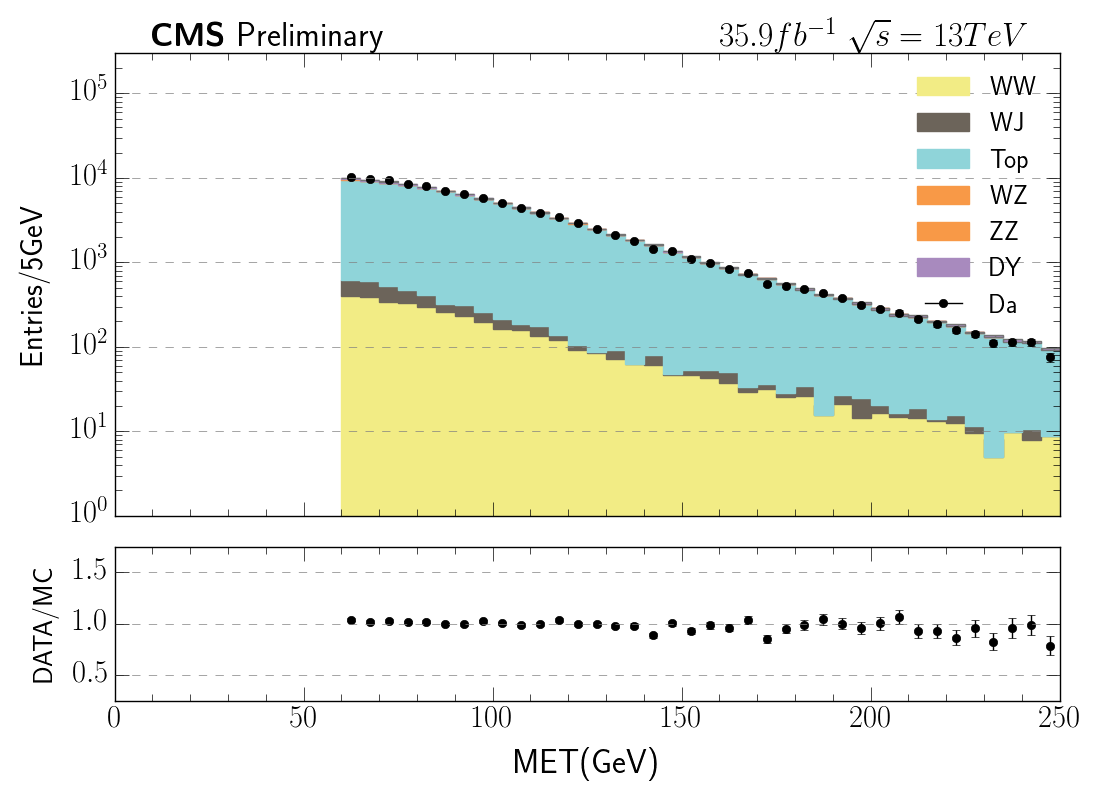 CMS Preliminary
35.9fb⁻¹ √s = 13TeV
Entries/5GeV
10⁵
10⁴
10³
10²
10¹
10⁰
WW
WJ
Top
WZ
ZZ
DY
Da
DATA/MC
1.5
1.0
0.5
0 50 100 150 200 250
MET(GeV)